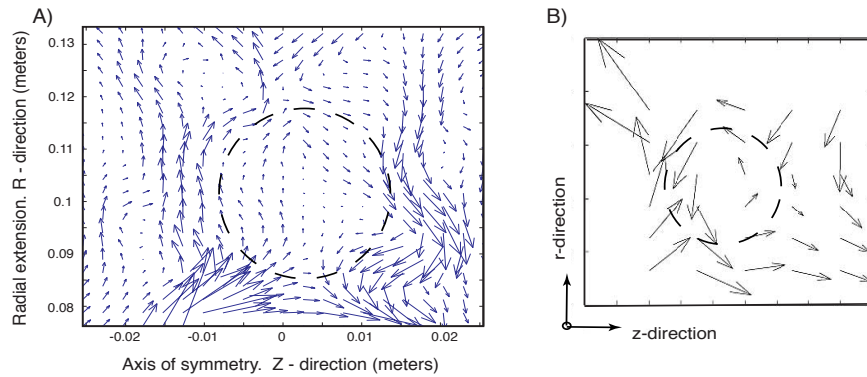 A)
B)
Radial extension. R - direction (meters)
0.13
0.12
0.11
0.1
0.09
0.08
-0.02
-0.01
0
0.01
0.02
Axis of symmetry. Z - direction (meters)
r-direction
z-direction